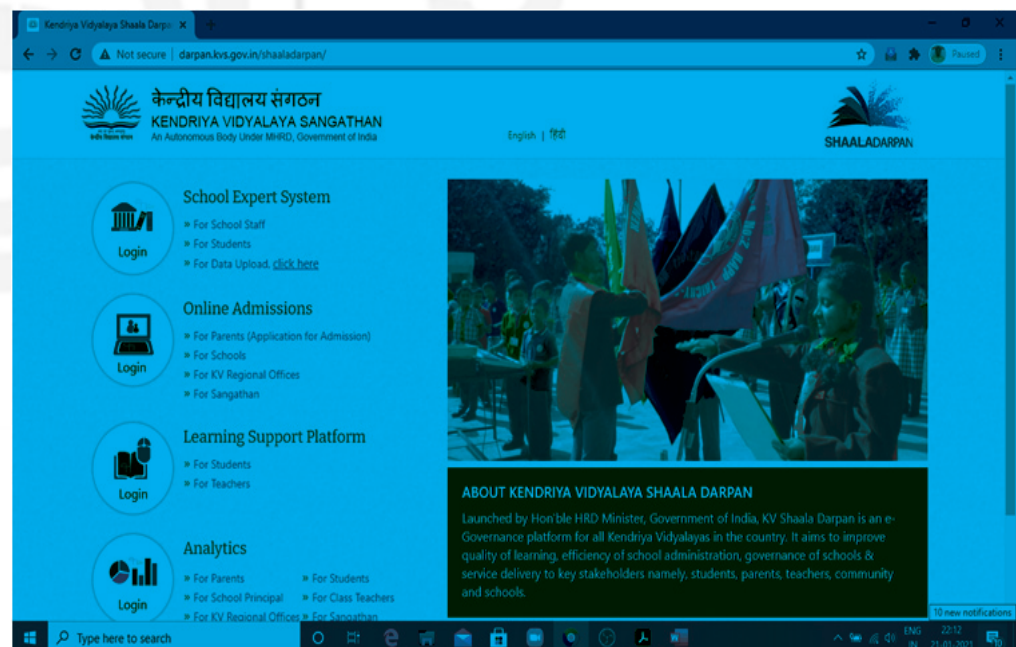 Kendriya Vidyalaya Shaala Darpa
Not secure | darpan.kvs.gov.in/shaaladarpan/
Paused
केन्द्रीय विद्यालय संगठन
KENDRIYA VIDYALAYA SANGATHAN
An Autonomous Body Under MHRD, Government of India
English | हिंदी
SHAALADARPAN
Login
School Expert System
» For School Staff
» For Students
» For Data Upload, click here
Login
Online Admissions
» For Parents (Application for Admission)
» For Schools
» For KV Regional Offices
» For Sangathan
Login
Learning Support Platform
» For Students
» For Teachers
Login
Analytics
» For Parents » For Students
» For School Principal » For Class Teachers
» For KV Regional Offices » For Sangathan
ABOUT KENDRIYA VIDYALAYA SHAALA DARPAN
Launched by Hon'ble HRD Minister, Government of India, KV Shaala Darpan is an e-
Governance platform for all Kendriya Vidyalayas in the country. It aims to improve
quality of learning, efficiency of school administration, governance of schools &
service delivery to key stakeholders namely, students, parents, teachers, community
and schools.
10 new notifications
Type here to search
ENG
IN
22:12
21-01-2021